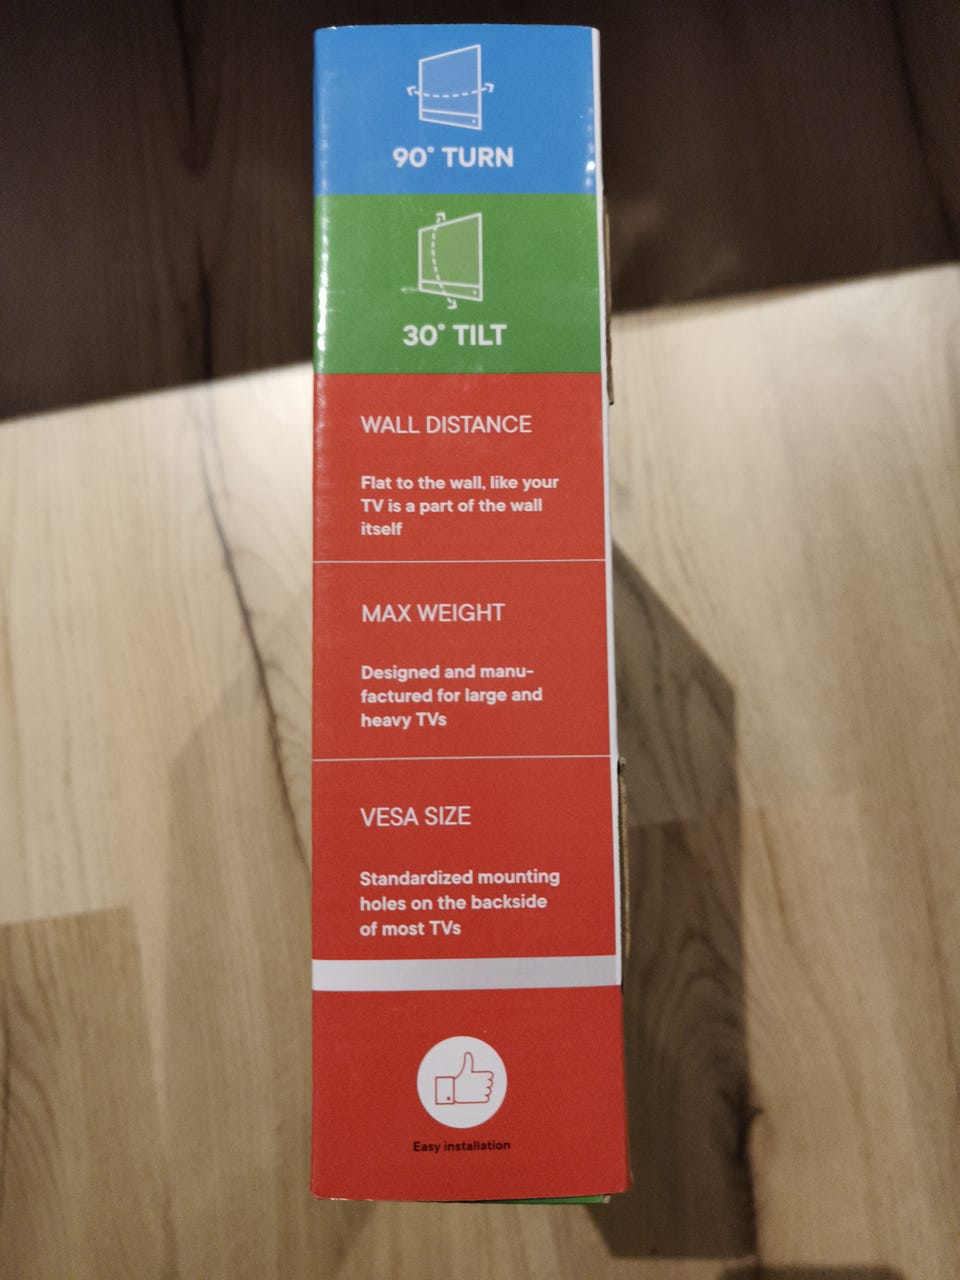 90° TURN
30° TILT
WALL DISTANCE
Flat to the wall, like your
TV is a part of the wall
itself
MAX WEIGHT
Designed and manu-
factured for large and
heavy TVs
VESA SIZE
Standardized mounting
holes on the backside
of most TVs
Easy installation